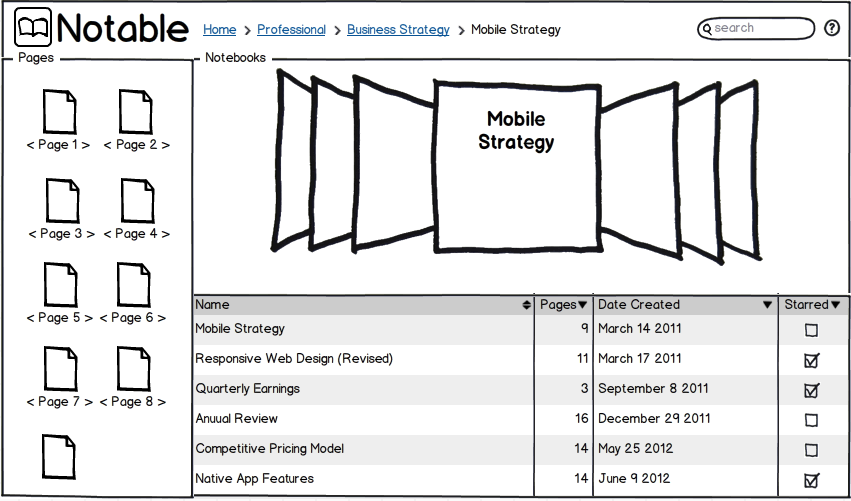 Notable
Home > Professional > Business Strategy > Mobile Strategy
search
?
Pages
< Page 1 > < Page 2 >
< Page 3 > < Page 4 >
< Page 5 > < Page 6 >
< Page 7 > < Page 8 >
Notebooks
Mobile
Strategy
Name Pages Date Created Starred
Mobile Strategy 9 March 14 2011
Responsive Web Design (Revised) 11 March 17 2011
Quarterly Earnings 3 September 8 2011
Anuual Review 16 December 29 2011
Competitive Pricing Model 14 May 25 2012
Native App Features 14 June 9 2012